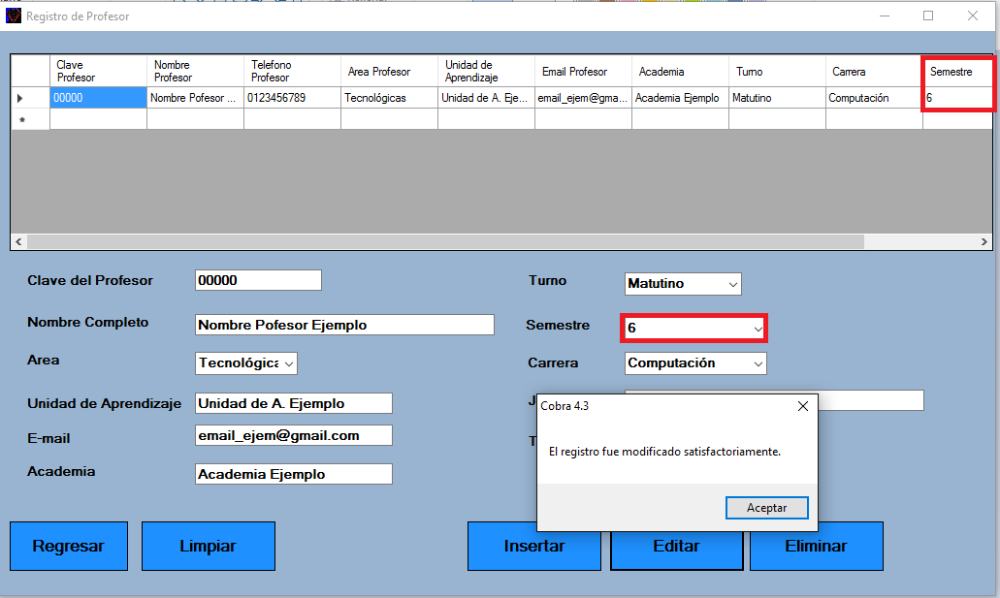 Registro de Profesor
Clave Profesor
Nombre Profesor
Telefono Profesor
Area Profesor
Unidad de Aprendizaje
Email Profesor
Academia
Turno
Carrera
Semestre
00000
Nombre Pofesor ...
0123456789
Tecnológicas
Unidad de A. Eje...
email_ejem@gma...
Academia Ejemplo
Matutino
Computación
6
Clave del Profesor
00000
Turno
Matutino
Nombre Completo
Nombre Pofesor Ejemplo
Semestre
6
Area
Tecnológica
Carrera
Computación
Unidad de Aprendizaje
Unidad de A. Ejemplo
E-mail
email_ejem@gmail.com
Academia
Academia Ejemplo
Cobra 4.3
El registro fue modificado satisfactoriamente.
Aceptar
Regresar
Limpiar
Insertar
Editar
Eliminar